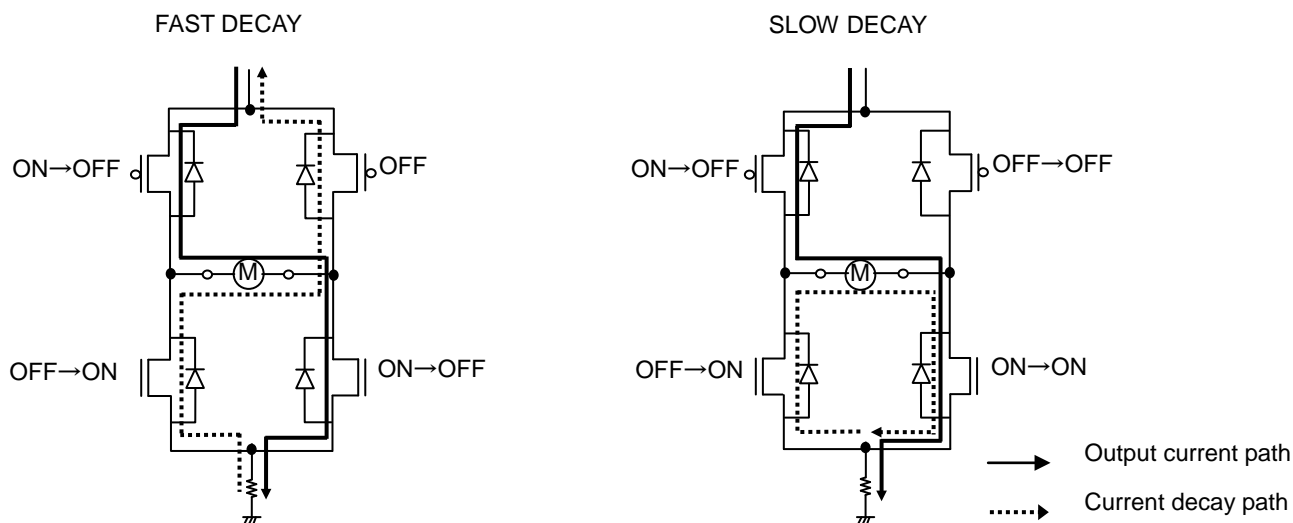 FAST DECAY
ON→OFF
OFF
M
OFF→ON
ON→OFF
SLOW DECAY
ON→OFF
OFF→OFF
M
OFF→ON
ON→ON
Output current path
Current decay path